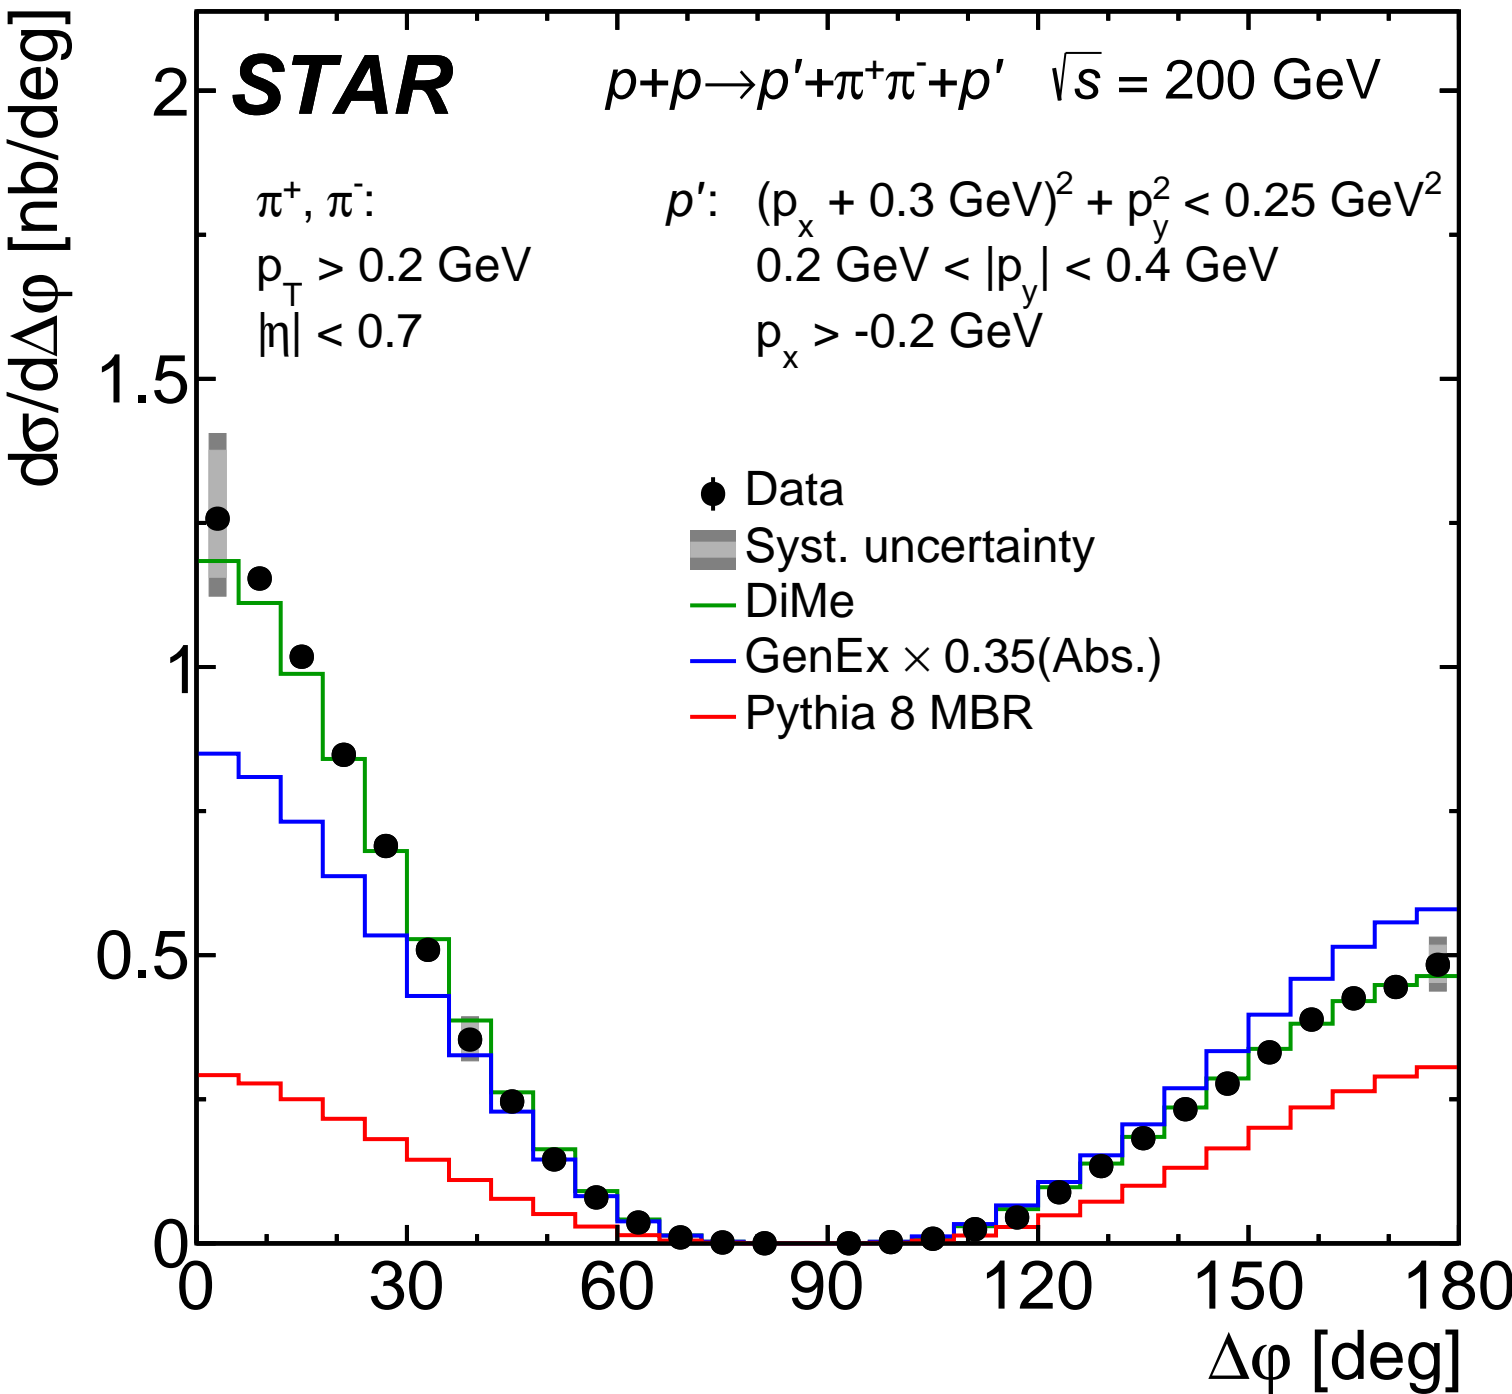 dσ/dΔφ [nb/deg]
STAR p+p→p′+π⁺π⁻+p′ √s = 200 GeV
π⁺, π⁻: p′: (pₓ + 0.3 GeV)² + p_y² < 0.25 GeV²
p_T > 0.2 GeV 0.2 GeV < |p_y| < 0.4 GeV
|η| < 0.7 pₓ > -0.2 GeV
Data
Syst. uncertainty
DiMe
GenEx × 0.35(Abs.)
Pythia 8 MBR
2
1.5
1
0.5
0
0 30 60 90 120 150 180
Δφ [deg]